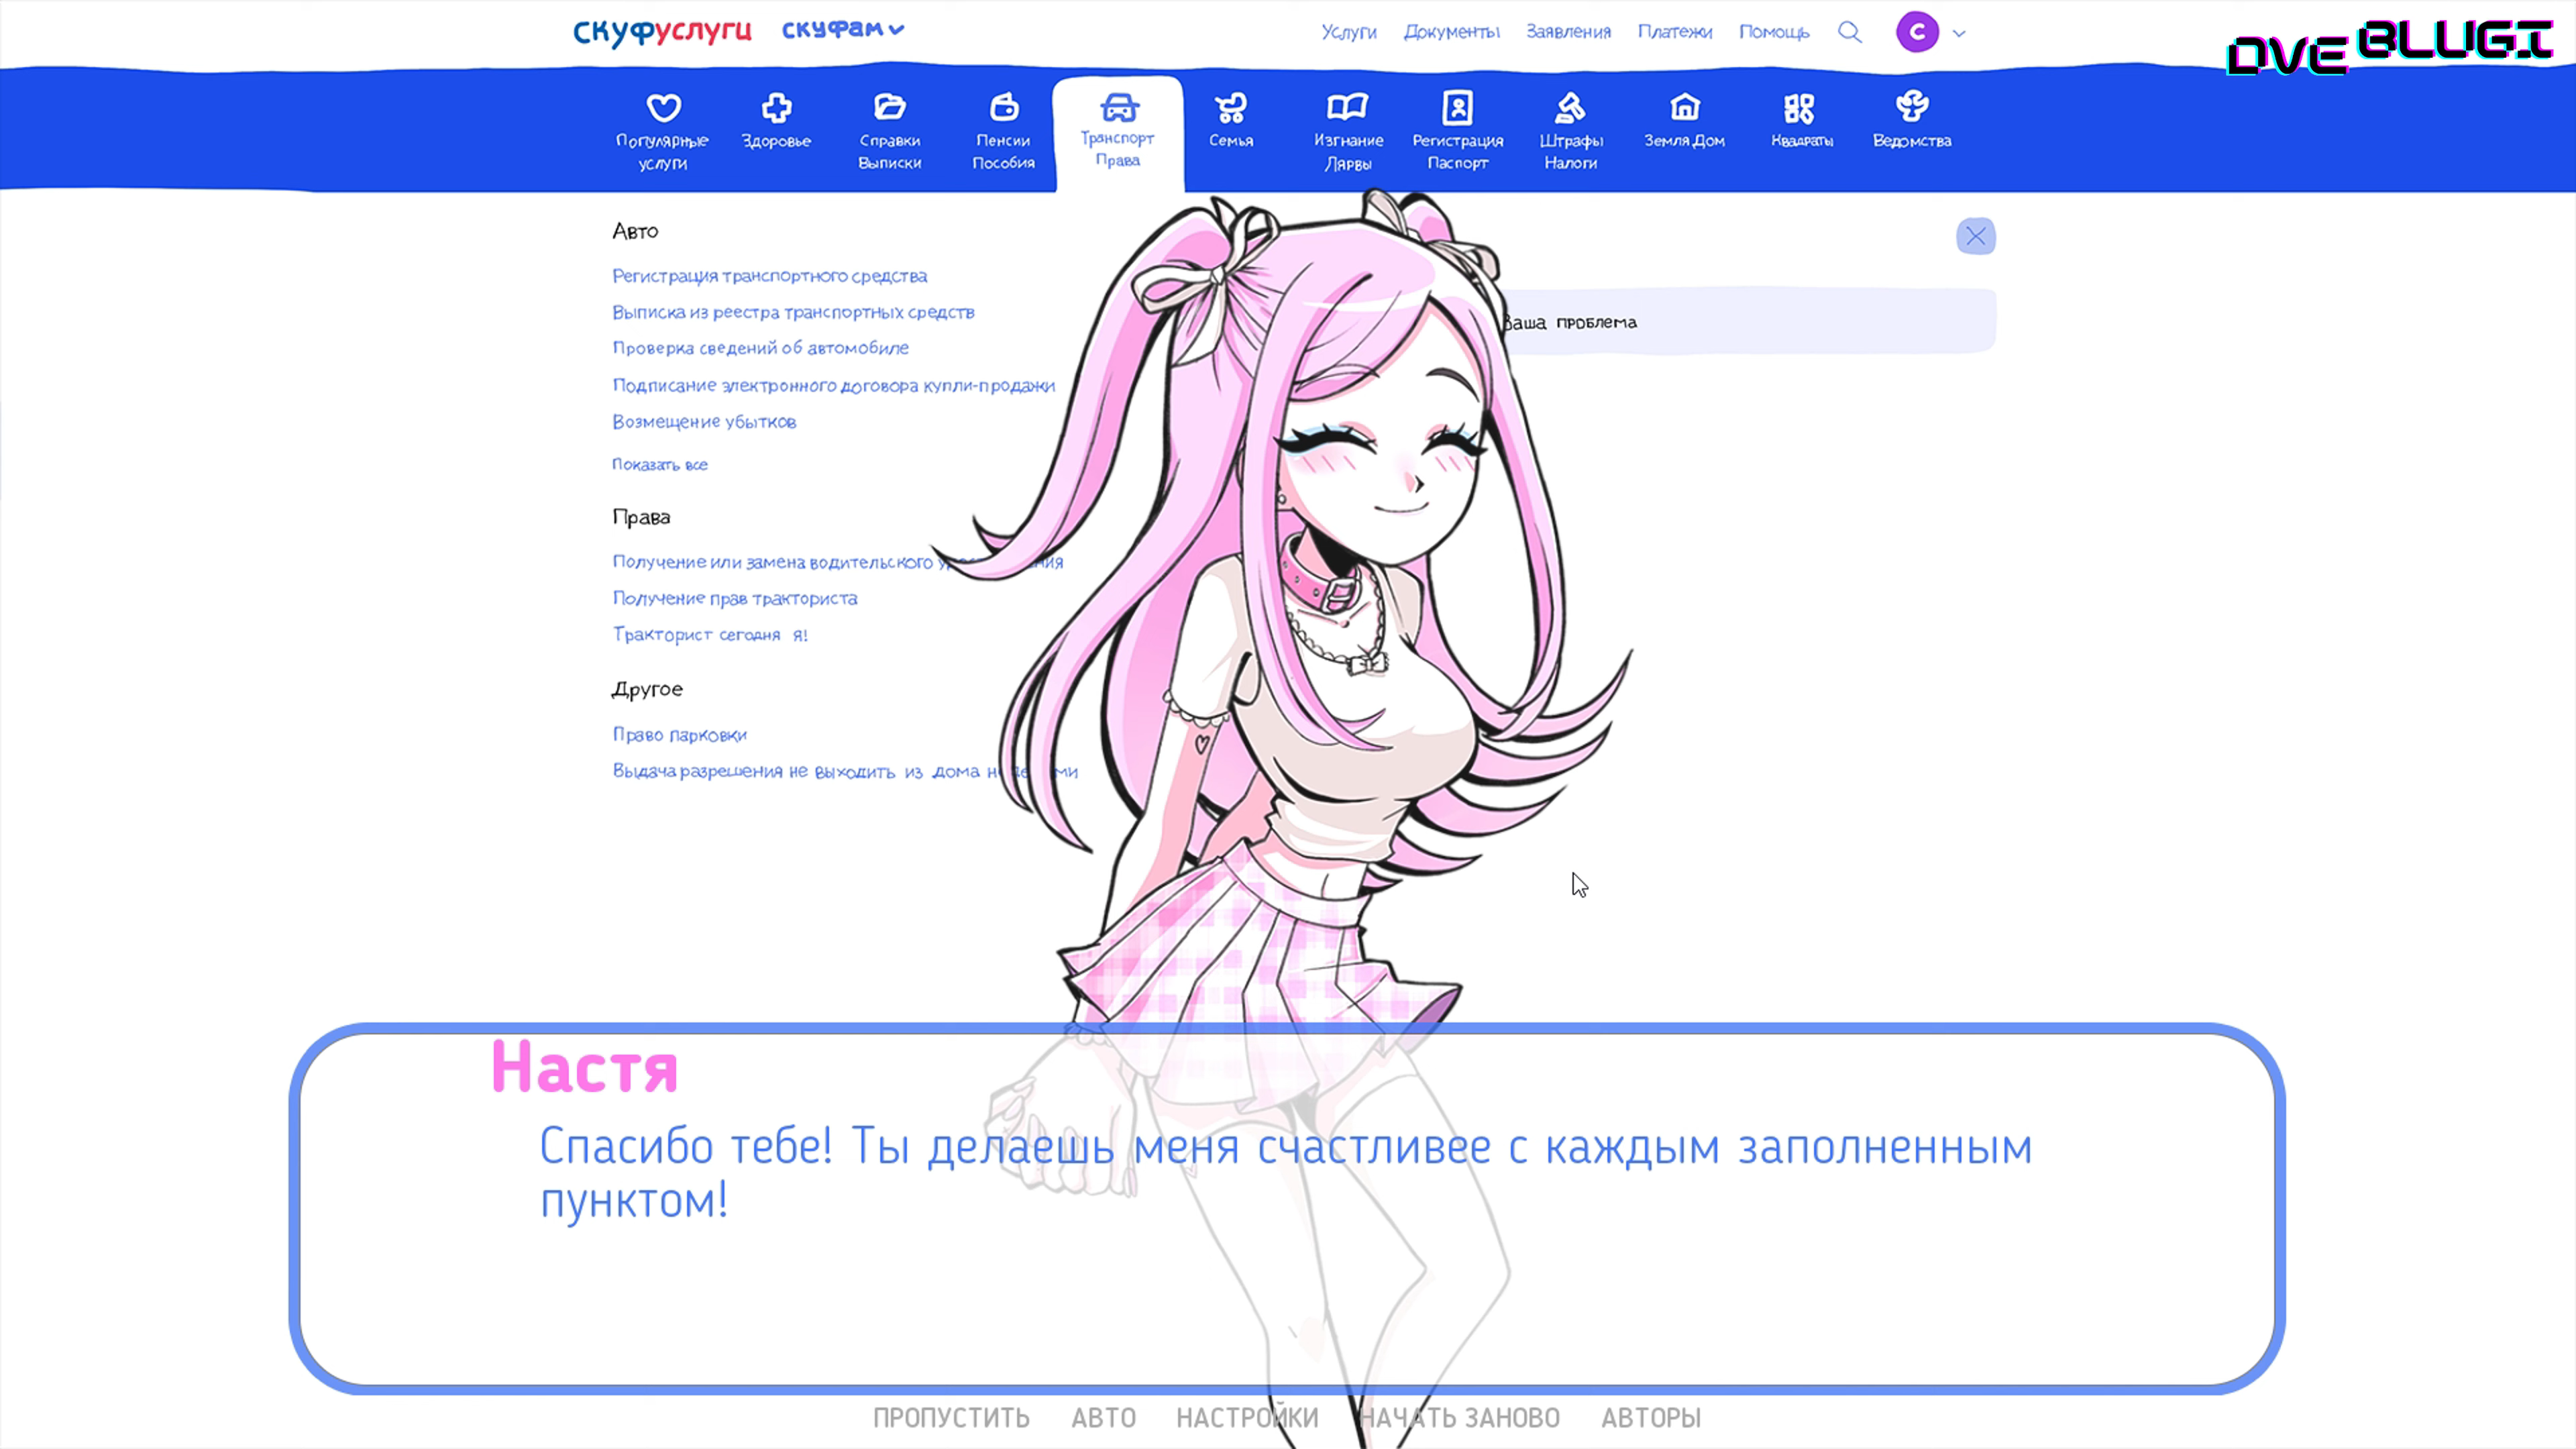 скуфуслуги скуфам
Услуги Документы Заявления Платежи Помощь С
DVE BLUGI
Популярные услуги
Здоровье
Справки Выписки
Пенсии Пособия
Транспорт Права
Семья
Изгнание Лярвы
Регистрация Паспорт
Штрафы Налоги
Земля Дом
Квадраты
Ведомства
Авто
Регистрация транспортного средства
Выписка из реестра транспортных средств
Проверка сведений об автомобиле
Подписание электронного договора купли-продажи
Возмещение убытков
Показать все
Ваша проблема
Права
Получение или замена водительского
Получение прав тракториста
Тракторист сегодня я!
Другое
Право парковки
Выдача разрешения не выходить из дома
Настя
Спасибо тебе! Ты делаешь меня счастливее с каждым заполненным
пунктом!
ПРОПУСТИТЬ АВТО НАСТРОЙКИ НАЧАТЬ ЗАНОВО АВТОРЫ